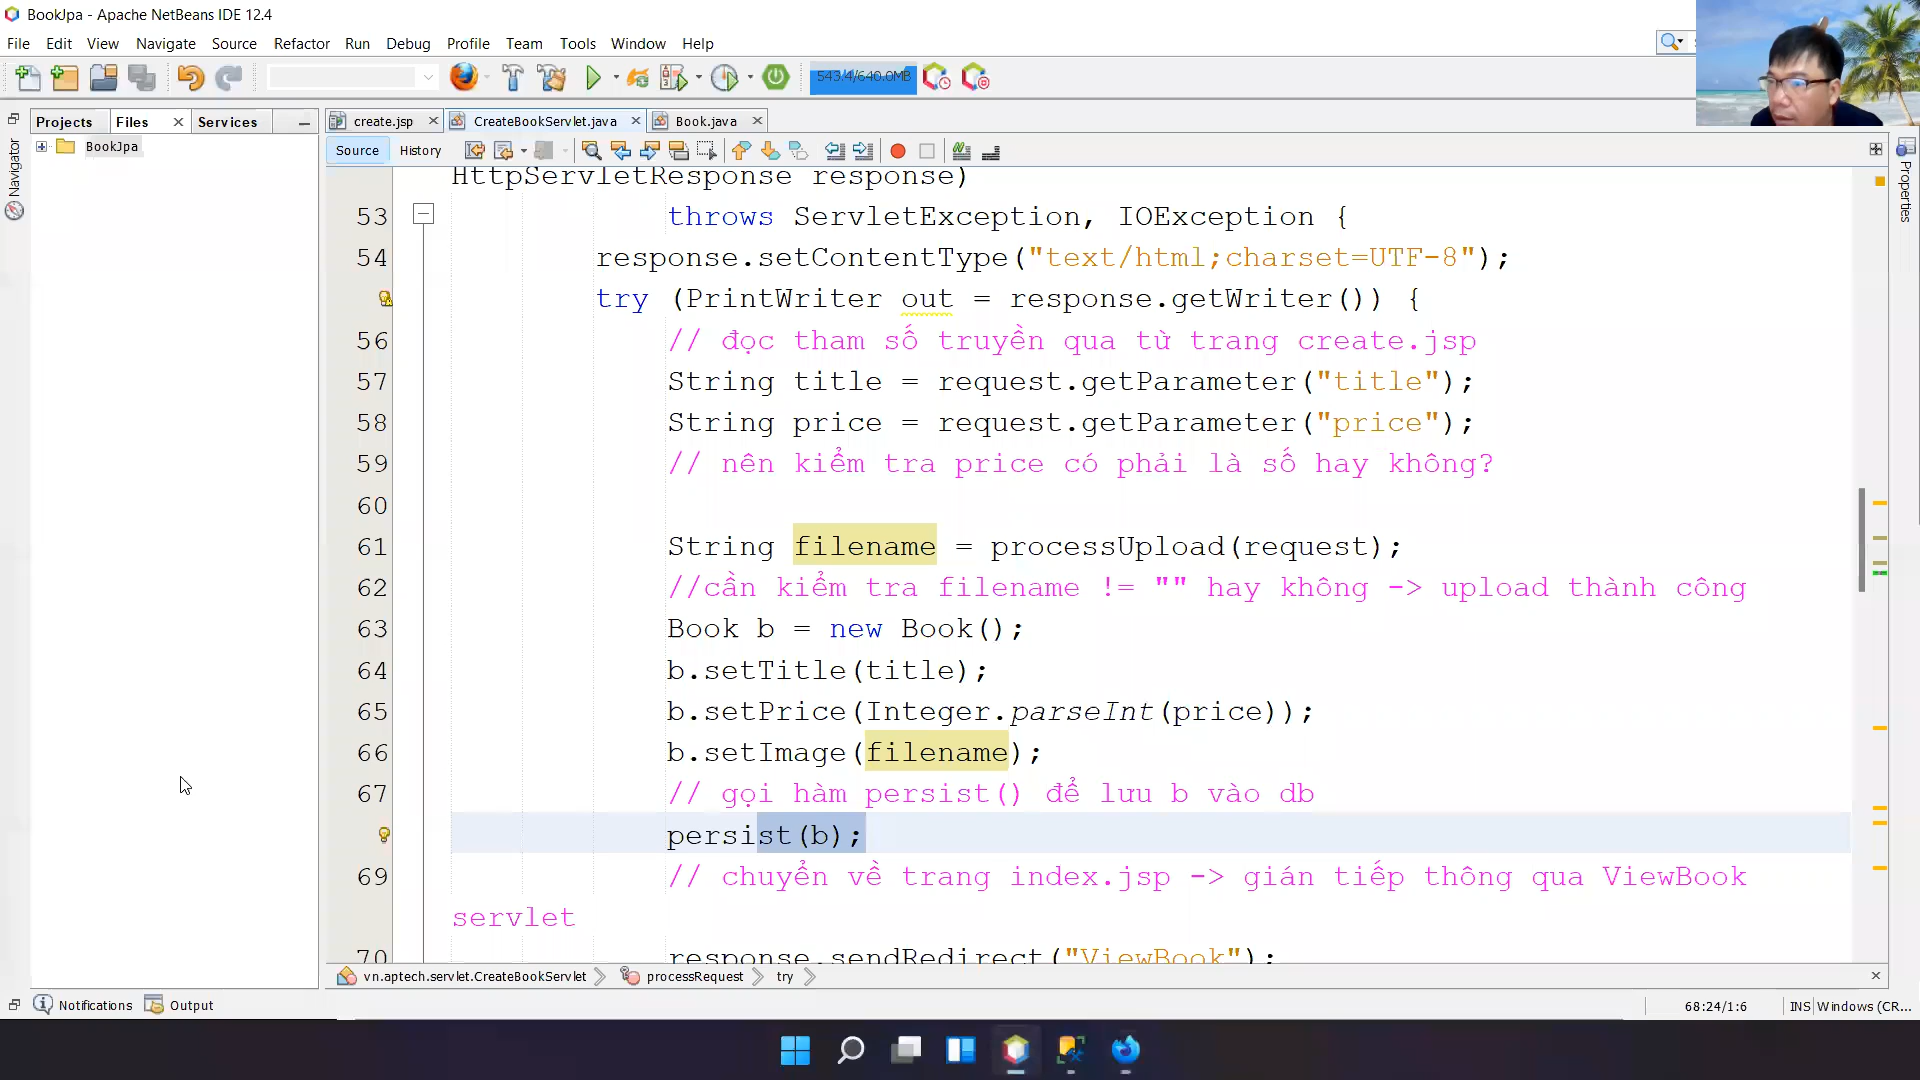 BookJpa - Apache NetBeans IDE 12.4
File Edit View Navigate Source Refactor Run Debug Profile Team Tools Window Help
543.4/640.0MB
Projects Files Services
create.jsp CreateBookServlet.java Book.java
Source History
BookJpa
Navigator
Properties
HttpServletResponse response)
53 throws ServletException, IOException {
54 response.setContentType("text/html;charset=UTF-8");
try (PrintWriter out = response.getWriter()) {
56 // đọc tham số truyền qua từ trang create.jsp
57 String title = request.getParameter("title");
58 String price = request.getParameter("price");
59 // nên kiểm tra price có phải là số hay không?
60
61 String filename = processUpload(request);
62 //cần kiểm tra filename != "" hay không -> upload thành công
63 Book b = new Book();
64 b.setTitle(title);
65 b.setPrice(Integer.parseInt(price));
66 b.setImage(filename);
67 // gọi hàm persist() để lưu b vào db
persist(b);
69 // chuyển về trang index.jsp -> gián tiếp thông qua ViewBook
servlet
70 response.sendRedirect("ViewBook");
vn.aptech.servlet.CreateBookServlet processRequest try
Notifications Output
68:24/1:6 INS Windows (CR...